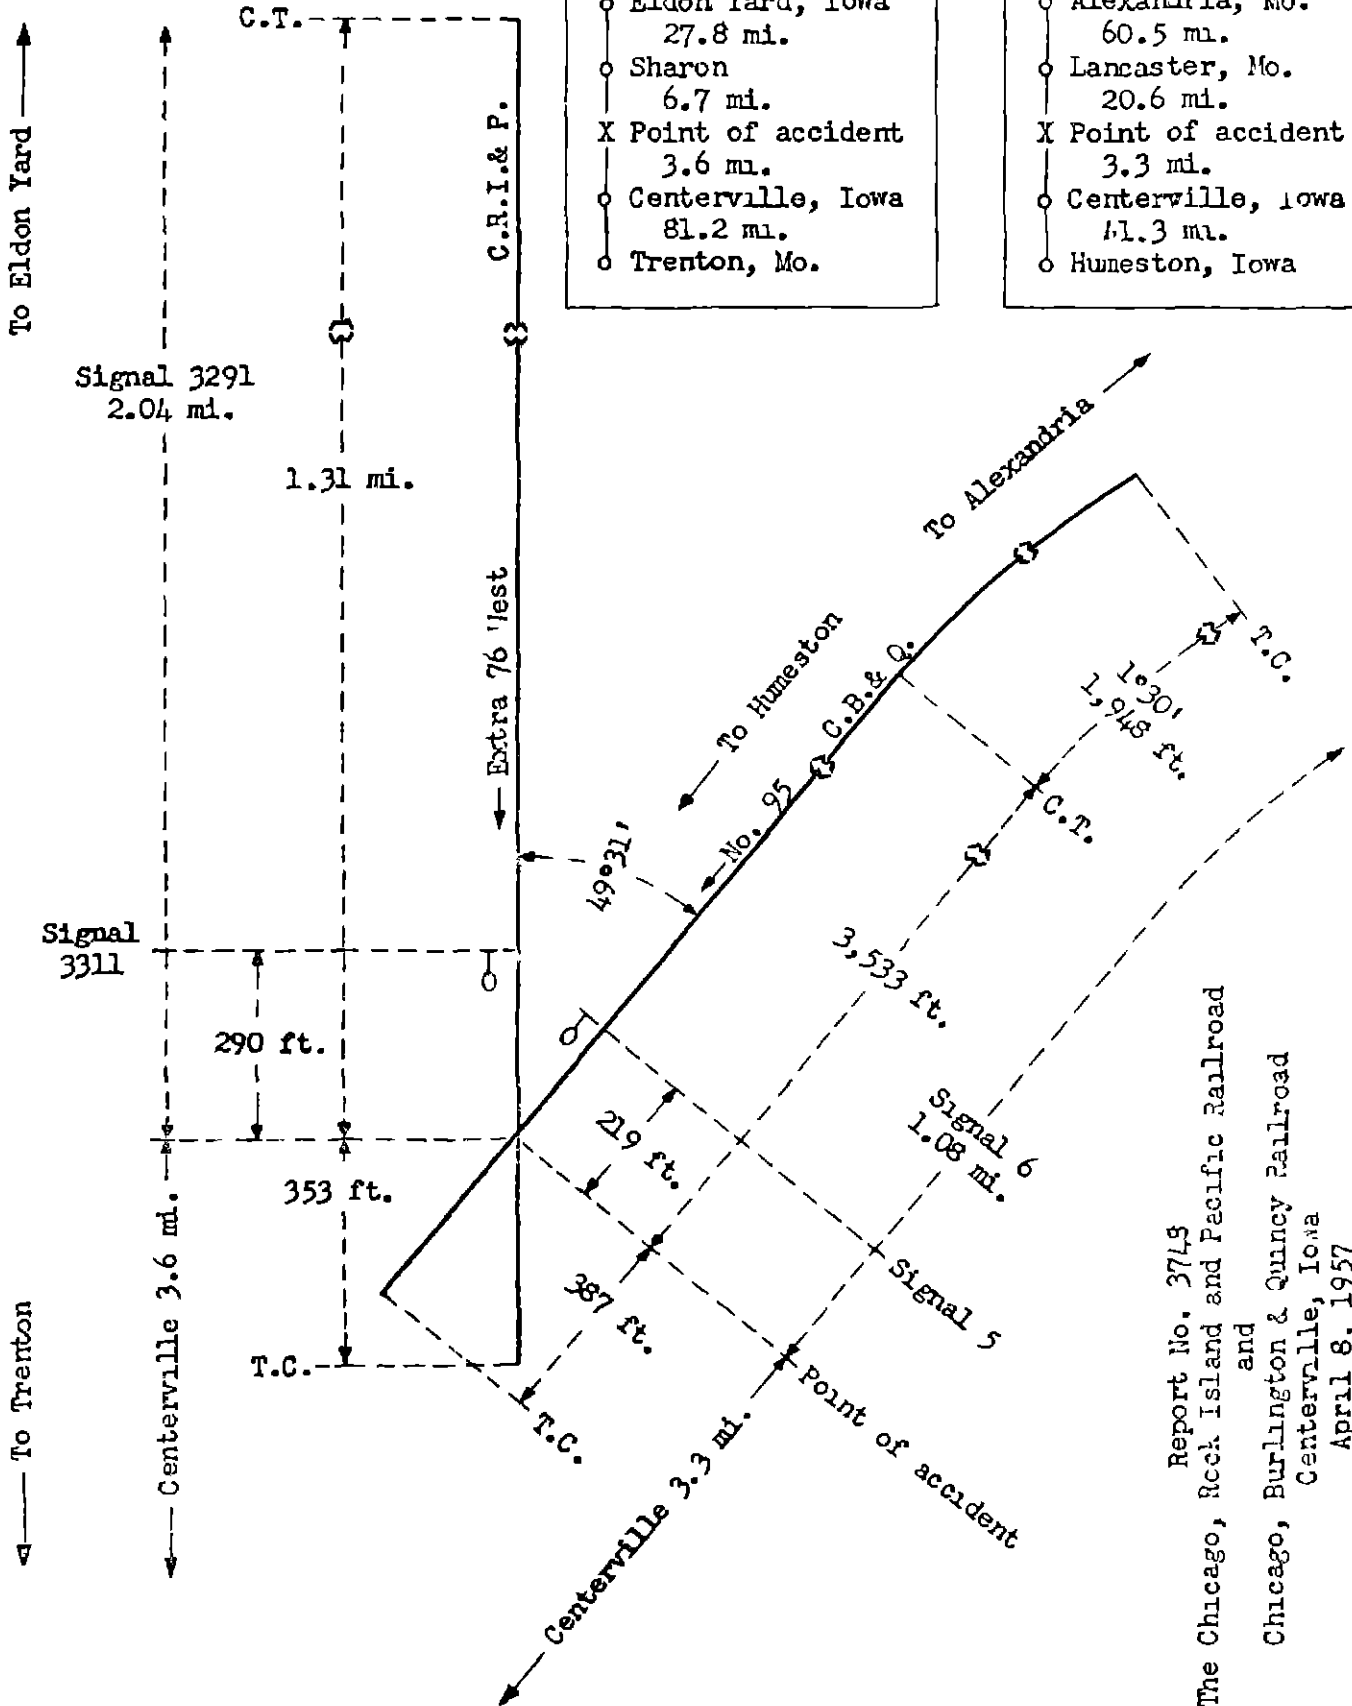 C.T.
Eldon Yard, Iowa
27.8 mi.
Sharon
6.7 mi.
X Point of accident
3.6 mi.
Centerville, Iowa
81.2 mi.
Trenton, Mo.
Alexandria, Mo.
60.5 mi.
Lancaster, Mo.
20.6 mi.
X Point of accident
3.3 mi.
Centerville, Iowa
41.3 mi.
Humeston, Iowa
To Eldon Yard
C.R.I.& P.
Signal 3291
2.04 mi.
1.31 mi.
To Alexandria
Extra 76 West
To Humeston
C.B.& Q.
No. 95
T.C.
1°30'
1,948 ft.
C.T.
49°31'
3,533 ft.
Signal
3311
290 ft.
219 ft.
Signal 6
1.08 mi.
353 ft.
387 ft.
Signal 5
Point of accident
T.C.
T.C.
To Trenton
Centerville 3.6 mi.
Centerville 3.3 mi.
Report No.
The Chicago, Rock Island and Pacific Railroad
and
Chicago, Burlington & Quincy Railroad
Centerville, Iowa
April 8, 1957